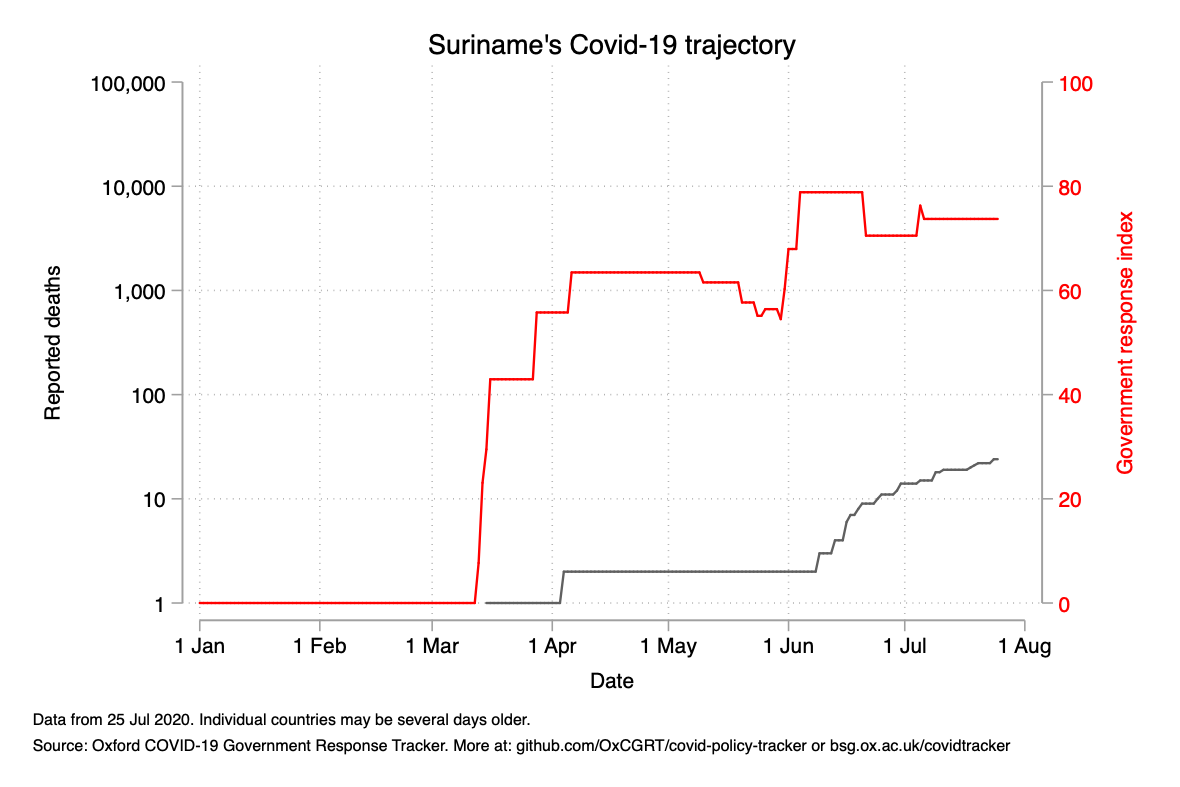 Suriname's Covid-19 trajectory
100,000
10,000
1,000
100
10
1
Reported deaths
100
80
60
40
20
0
Government response index
1 Jan 1 Feb 1 Mar 1 Apr 1 May 1 Jun 1 Jul 1 Aug
Date
Data from 25 Jul 2020. Individual countries may be several days older.
Source: Oxford COVID-19 Government Response Tracker. More at: github.com/OxCGRT/covid-policy-tracker or bsg.ox.ac.uk/covidtracker